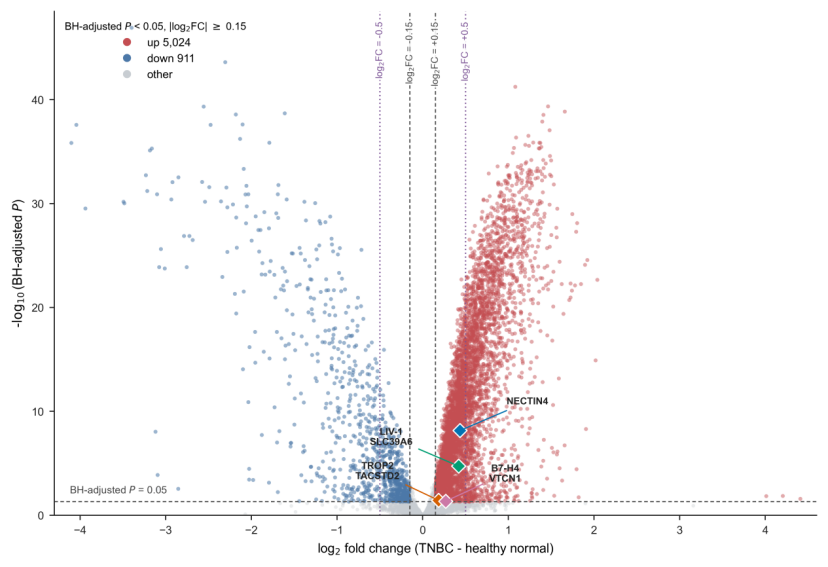 BH-adjusted P < 0.05, |log2FC| ≥ 0.15
up 5,024
down 911
other
log2FC = -0.5
log2FC = -0.15
log2FC = +0.15
log2FC = +0.5
NECTIN4
LIV-1
SLC39A6
TROP2
TACSTD2
B7-H4
VTCN1
BH-adjusted P = 0.05
-log10 (BH-adjusted P)
40
30
20
10
0
−4
−3
−2
−1
0
1
2
3
4
log2 fold change (TNBC - healthy normal)